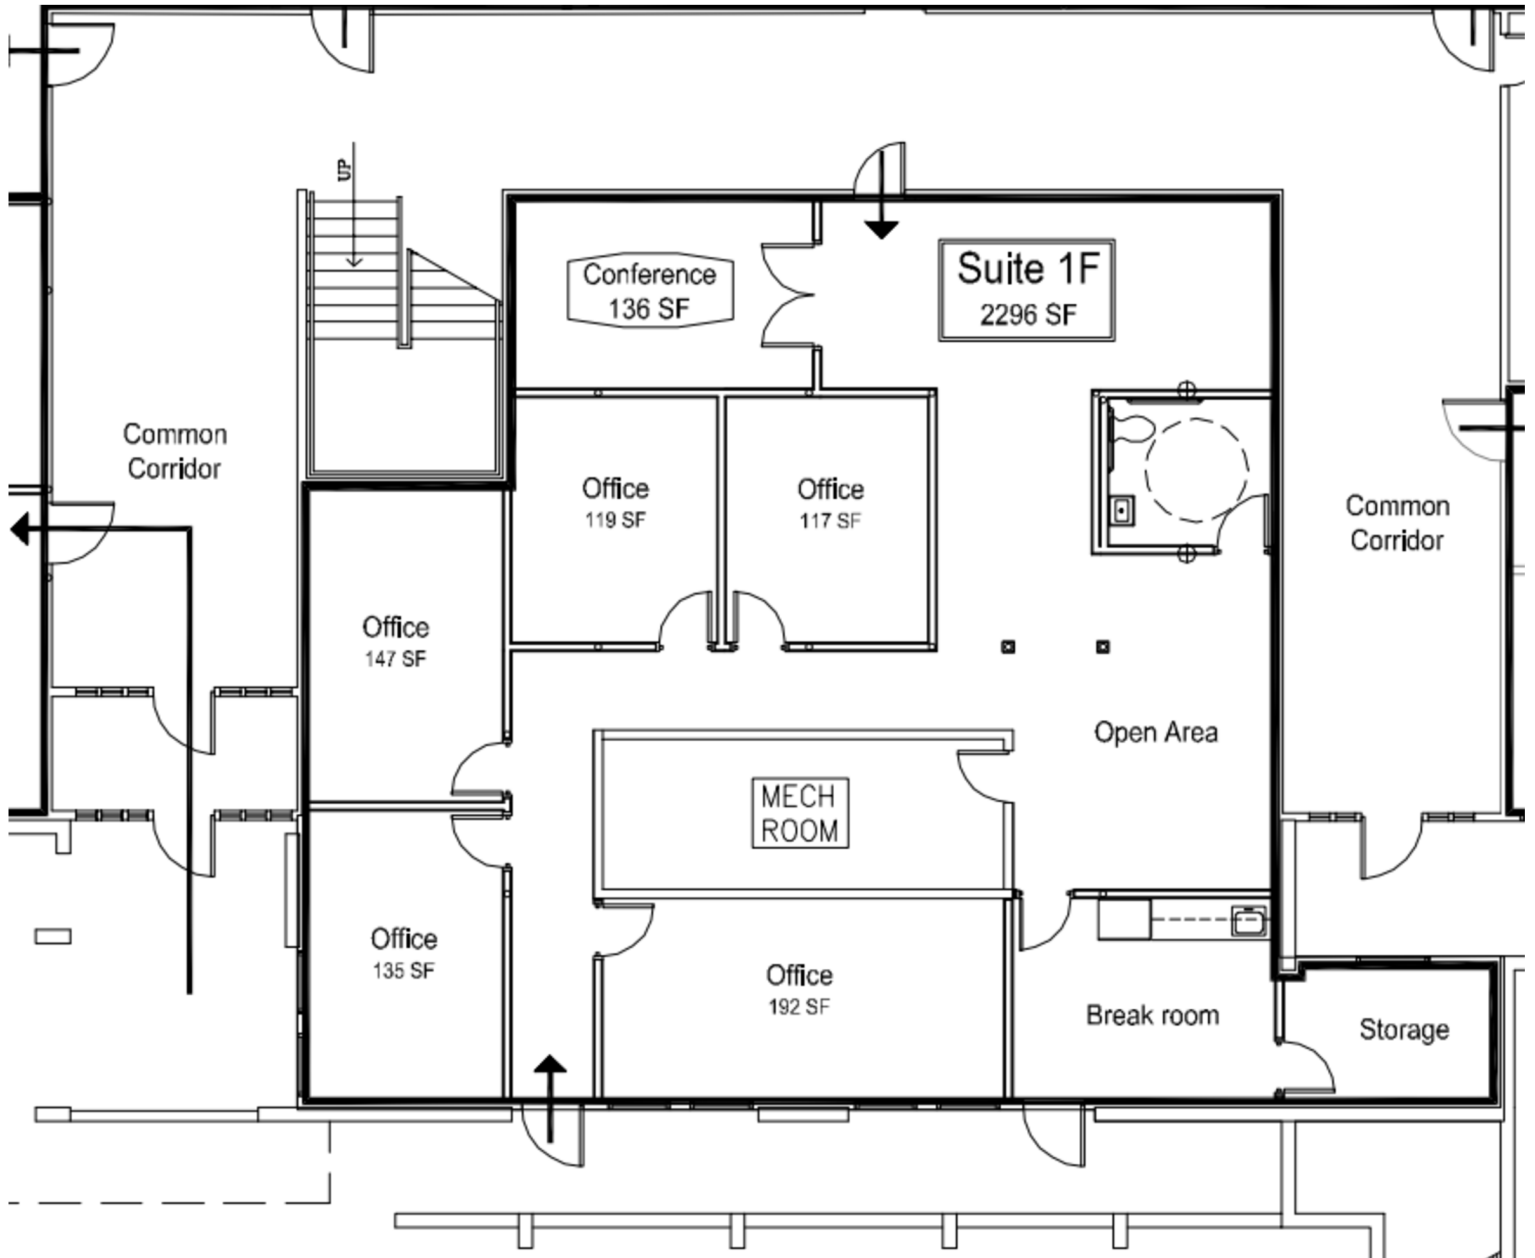 UP
Conference
136 SF
Suite 1F
2296 SF
Common
Corridor
Office
119 SF
Office
117 SF
Common
Corridor
Office
147 SF
Open Area
MECH
ROOM
Office
135 SF
Office
192 SF
Break room
Storage